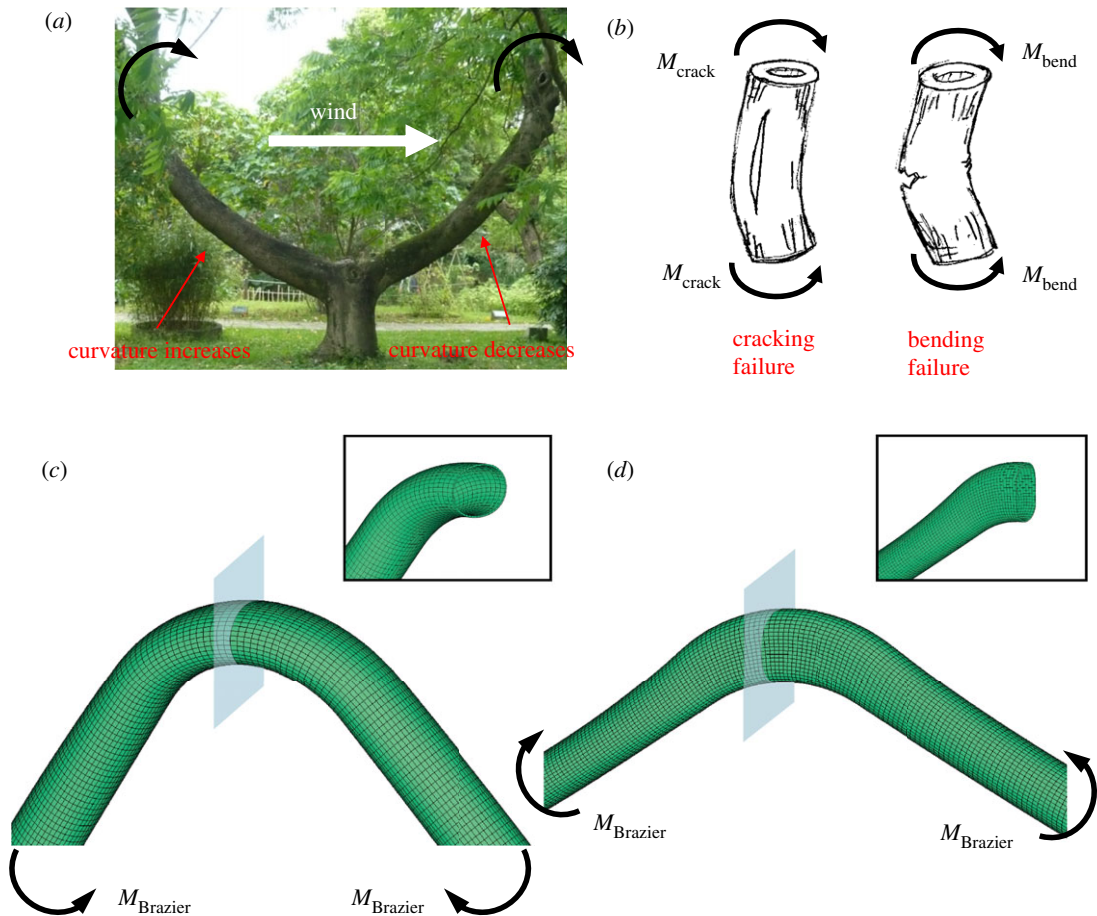 (a)
wind
curvature increases
curvature decreases
(b)
M_crack
M_bend
M_crack
M_bend
cracking
failure
bending
failure
(c)
(d)
M_Brazier
M_Brazier
M_Brazier
M_Brazier